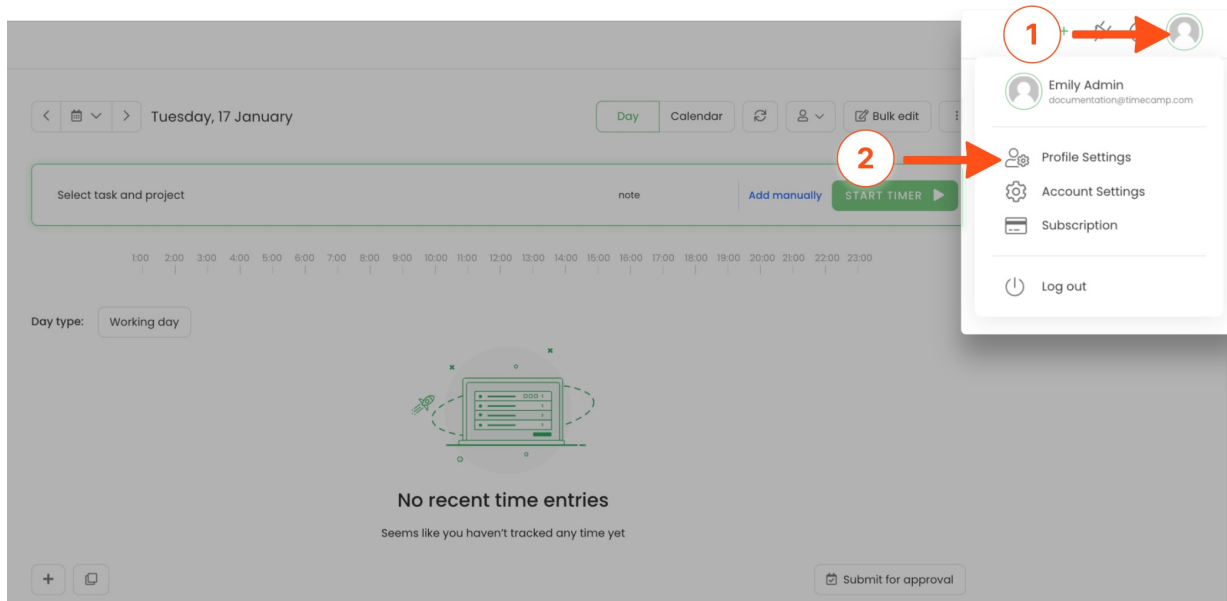 1
Emily Admin
documentation@timecamp.com
Tuesday, 17 January
Day
Calendar
Bulk edit
2
Profile Settings
Account Settings
Subscription
Log out
Select task and project
note
Add manually
START TIMER
1:00 2:00 3:00 4:00 5:00 6:00 7:00 8:00 9:00 10:00 11:00 12:00 13:00 14:00 15:00 16:00 17:00 18:00 19:00 20:00 21:00 22:00 23:00
Day type:
Working day
No recent time entries
Seems like you haven't tracked any time yet
Submit for approval